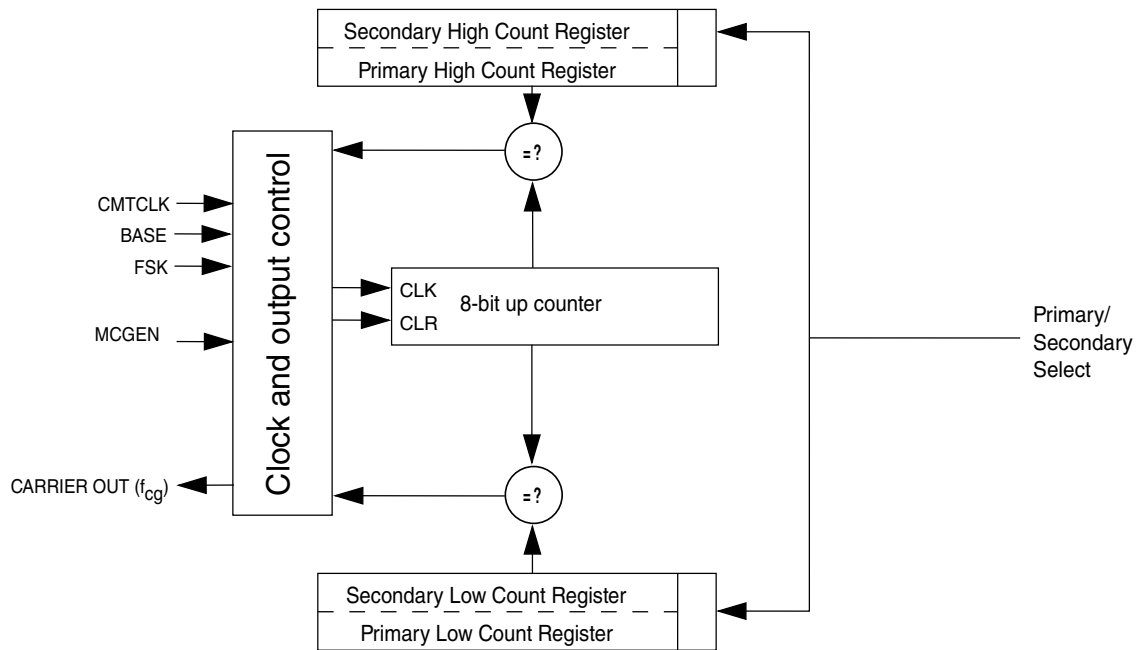 Secondary High Count Register
Primary High Count Register
=?
Clock and output control
CMTCLK
BASE
FSK
MCGEN
CLK
8-bit up counter
CLR
Primary/
Secondary
Select
CARRIER OUT (fcg)
=?
Secondary Low Count Register
Primary Low Count Register